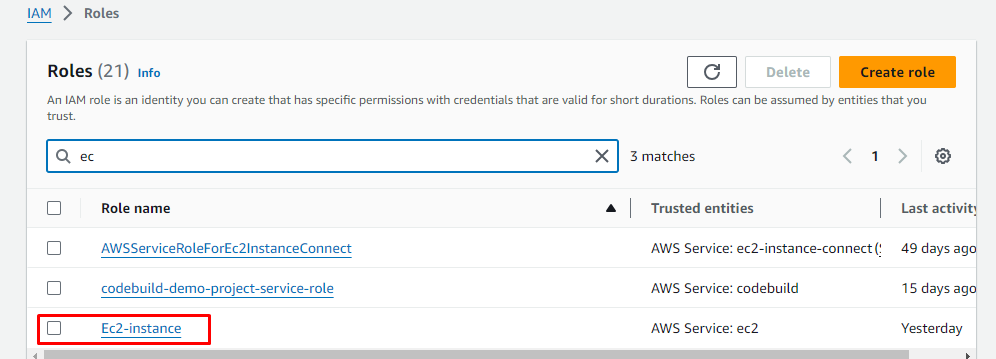 IAM > Roles
Roles (21) Info
Delete
Create role
An IAM role is an identity you can create that has specific permissions with credentials that are valid for short durations. Roles can be assumed by entities that you
trust.
ec
3 matches
1
Role name
Trusted entities
Last activity
AWSServiceRoleForEc2InstanceConnect
AWS Service: ec2-instance-connect (S
49 days ago
codebuild-demo-project-service-role
AWS Service: codebuild
15 days ago
Ec2-instance
AWS Service: ec2
Yesterday